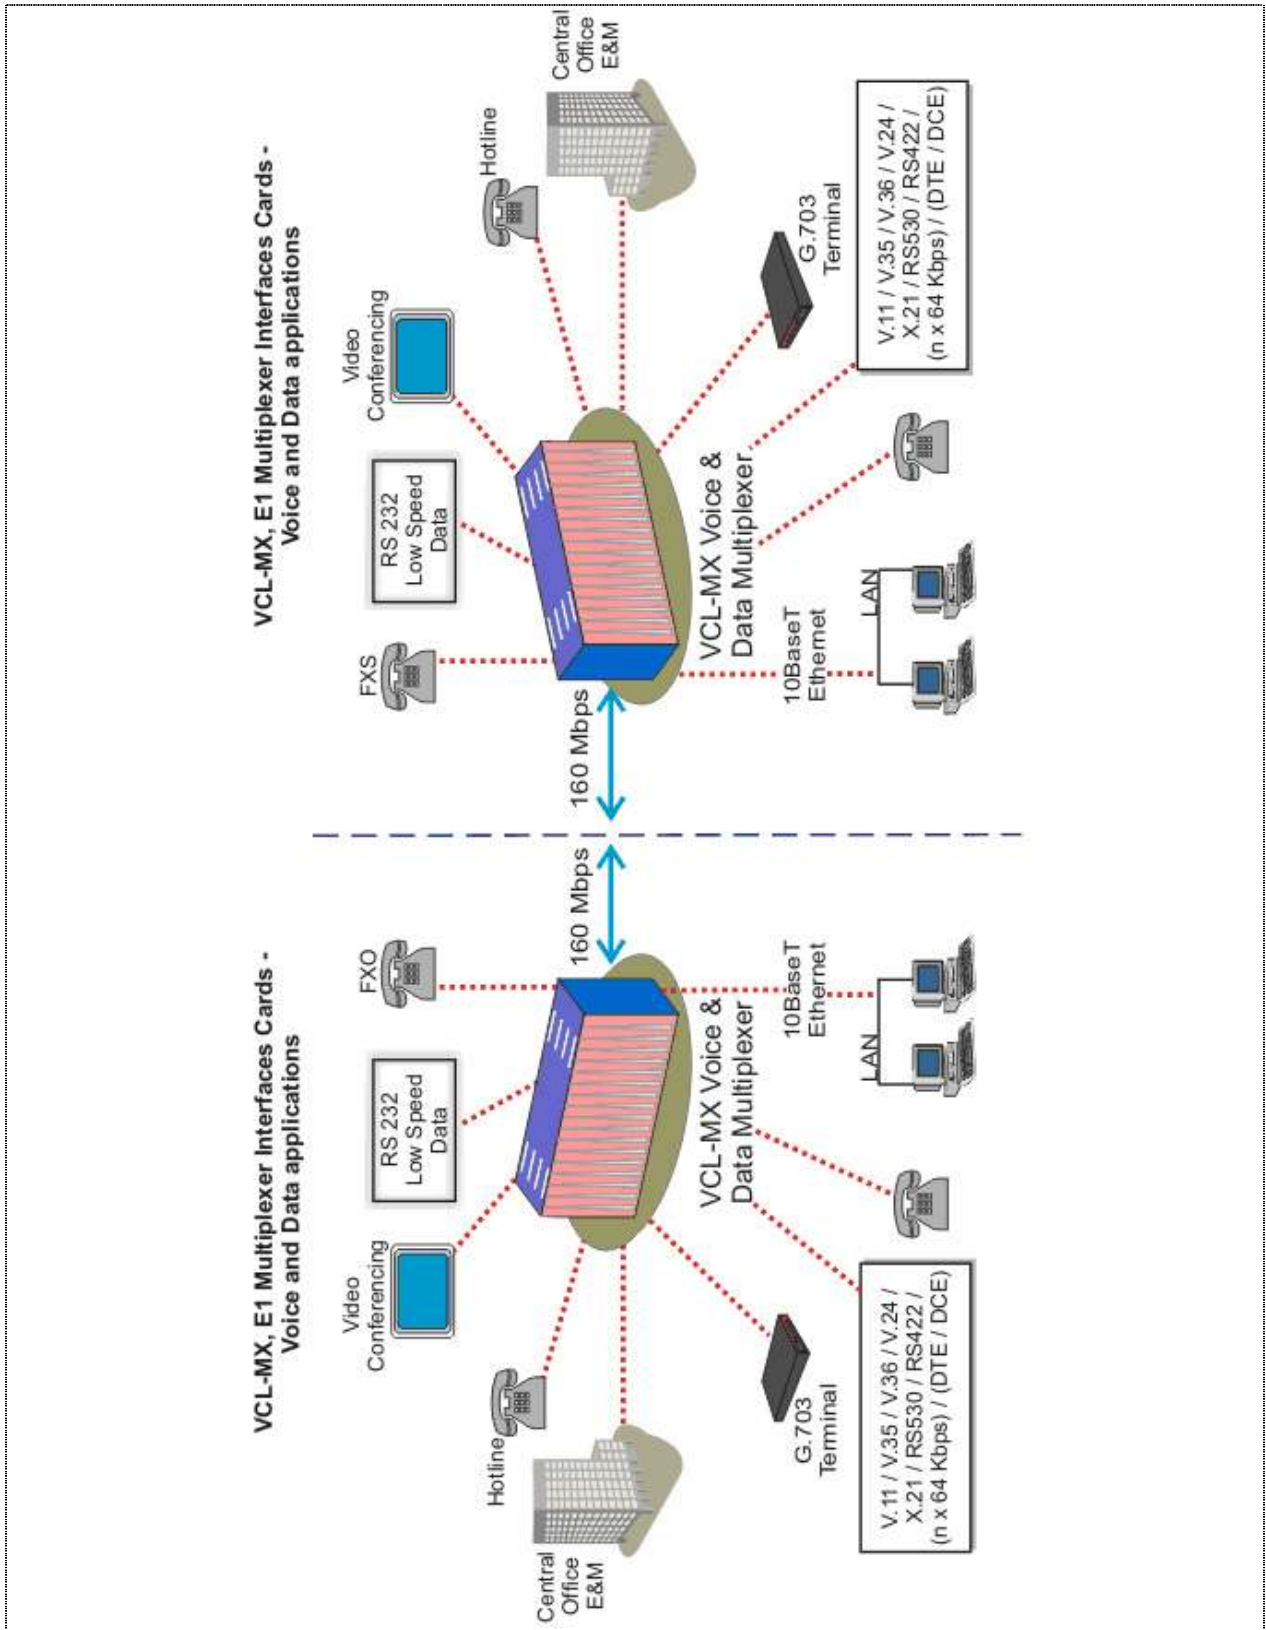 VCL-MX, E1 Multiplexer Interfaces Cards -
Voice and Data applications
Video
Conferencing
RS 232
Low Speed
Data
FXO
Hotline
Central
Office
E&M
160 Mbps
VCL-MX Voice &
Data Multiplexer
G.703
Terminal
10BaseT
Ethernet
LAN
V.11 / V.35 / V.36 / V.24 /
X.21 / RS530 / RS422 /
(n x 64 Kbps) / (DTE / DCE)
VCL-MX, E1 Multiplexer Interfaces Cards -
Voice and Data applications
FXS
RS 232
Low Speed
Data
Video
Conferencing
Hotline
Central
Office
E&M
160 Mbps
VCL-MX Voice &
Data Multiplexer
10BaseT
Ethernet
LAN
G.703
Terminal
V.11 / V.35 / V.36 / V.24 /
X.21 / RS530 / RS422 /
(n x 64 Kbps) / (DTE / DCE)